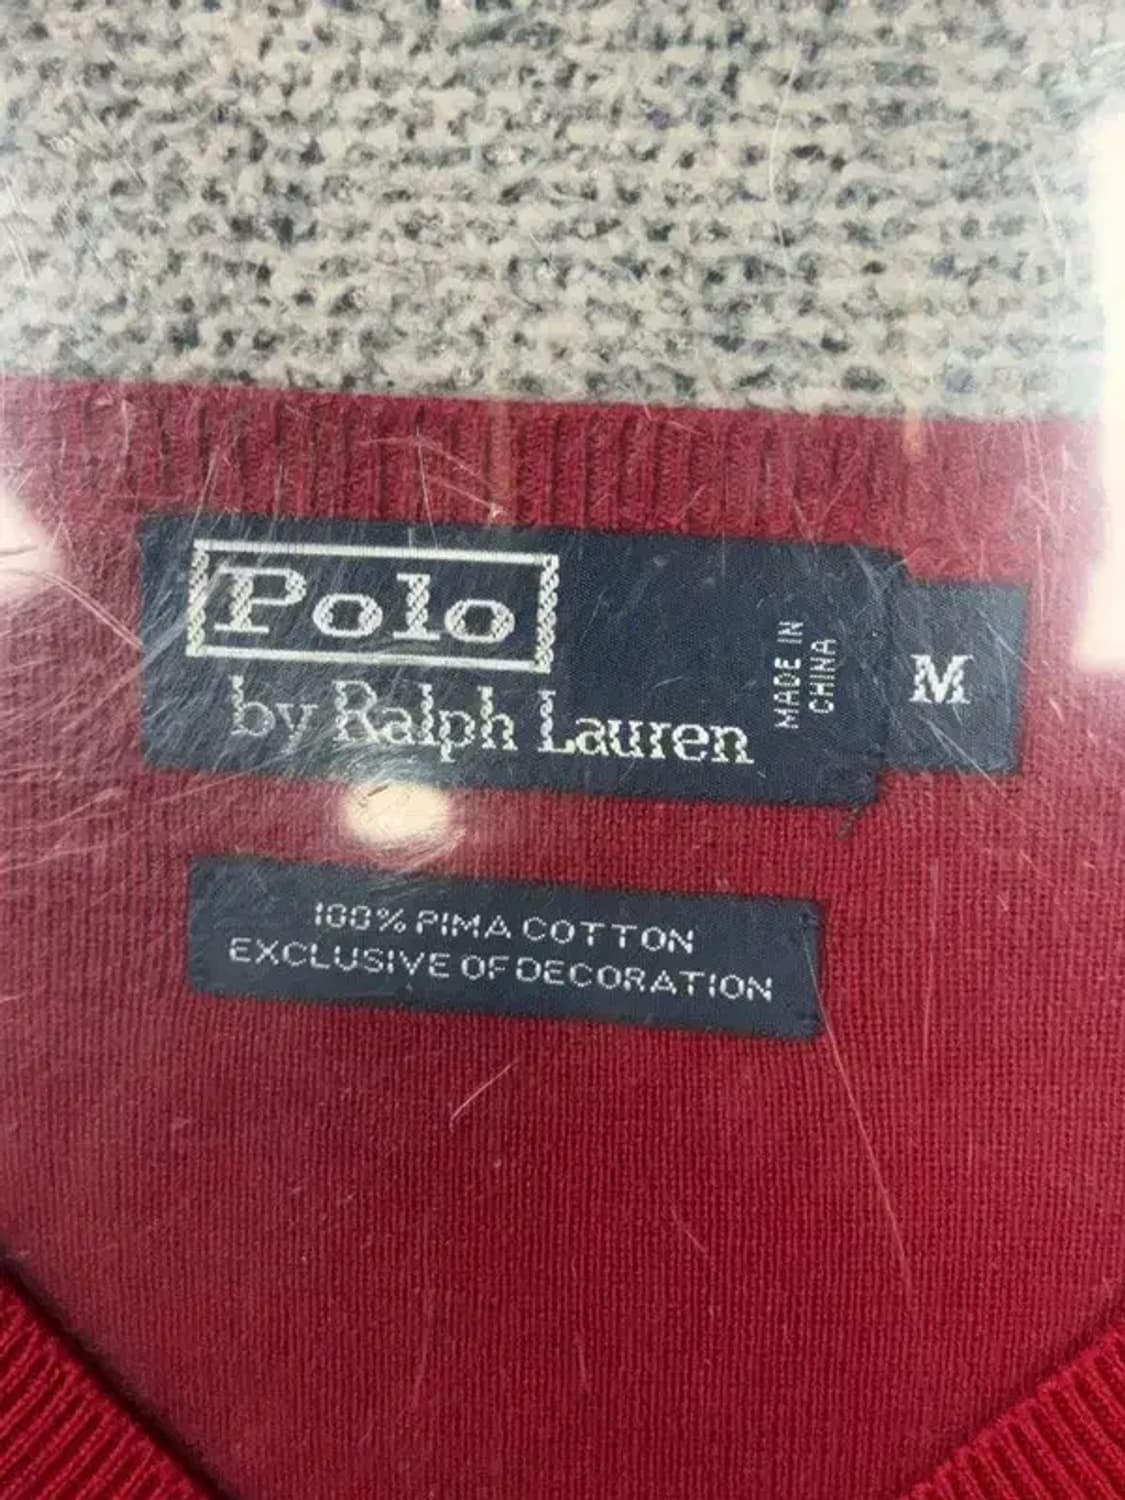 Polo
by Ralph Lauren
MADE IN
CHINA
M
100% PIMA COTTON
EXCLUSIVE OF DECORATION